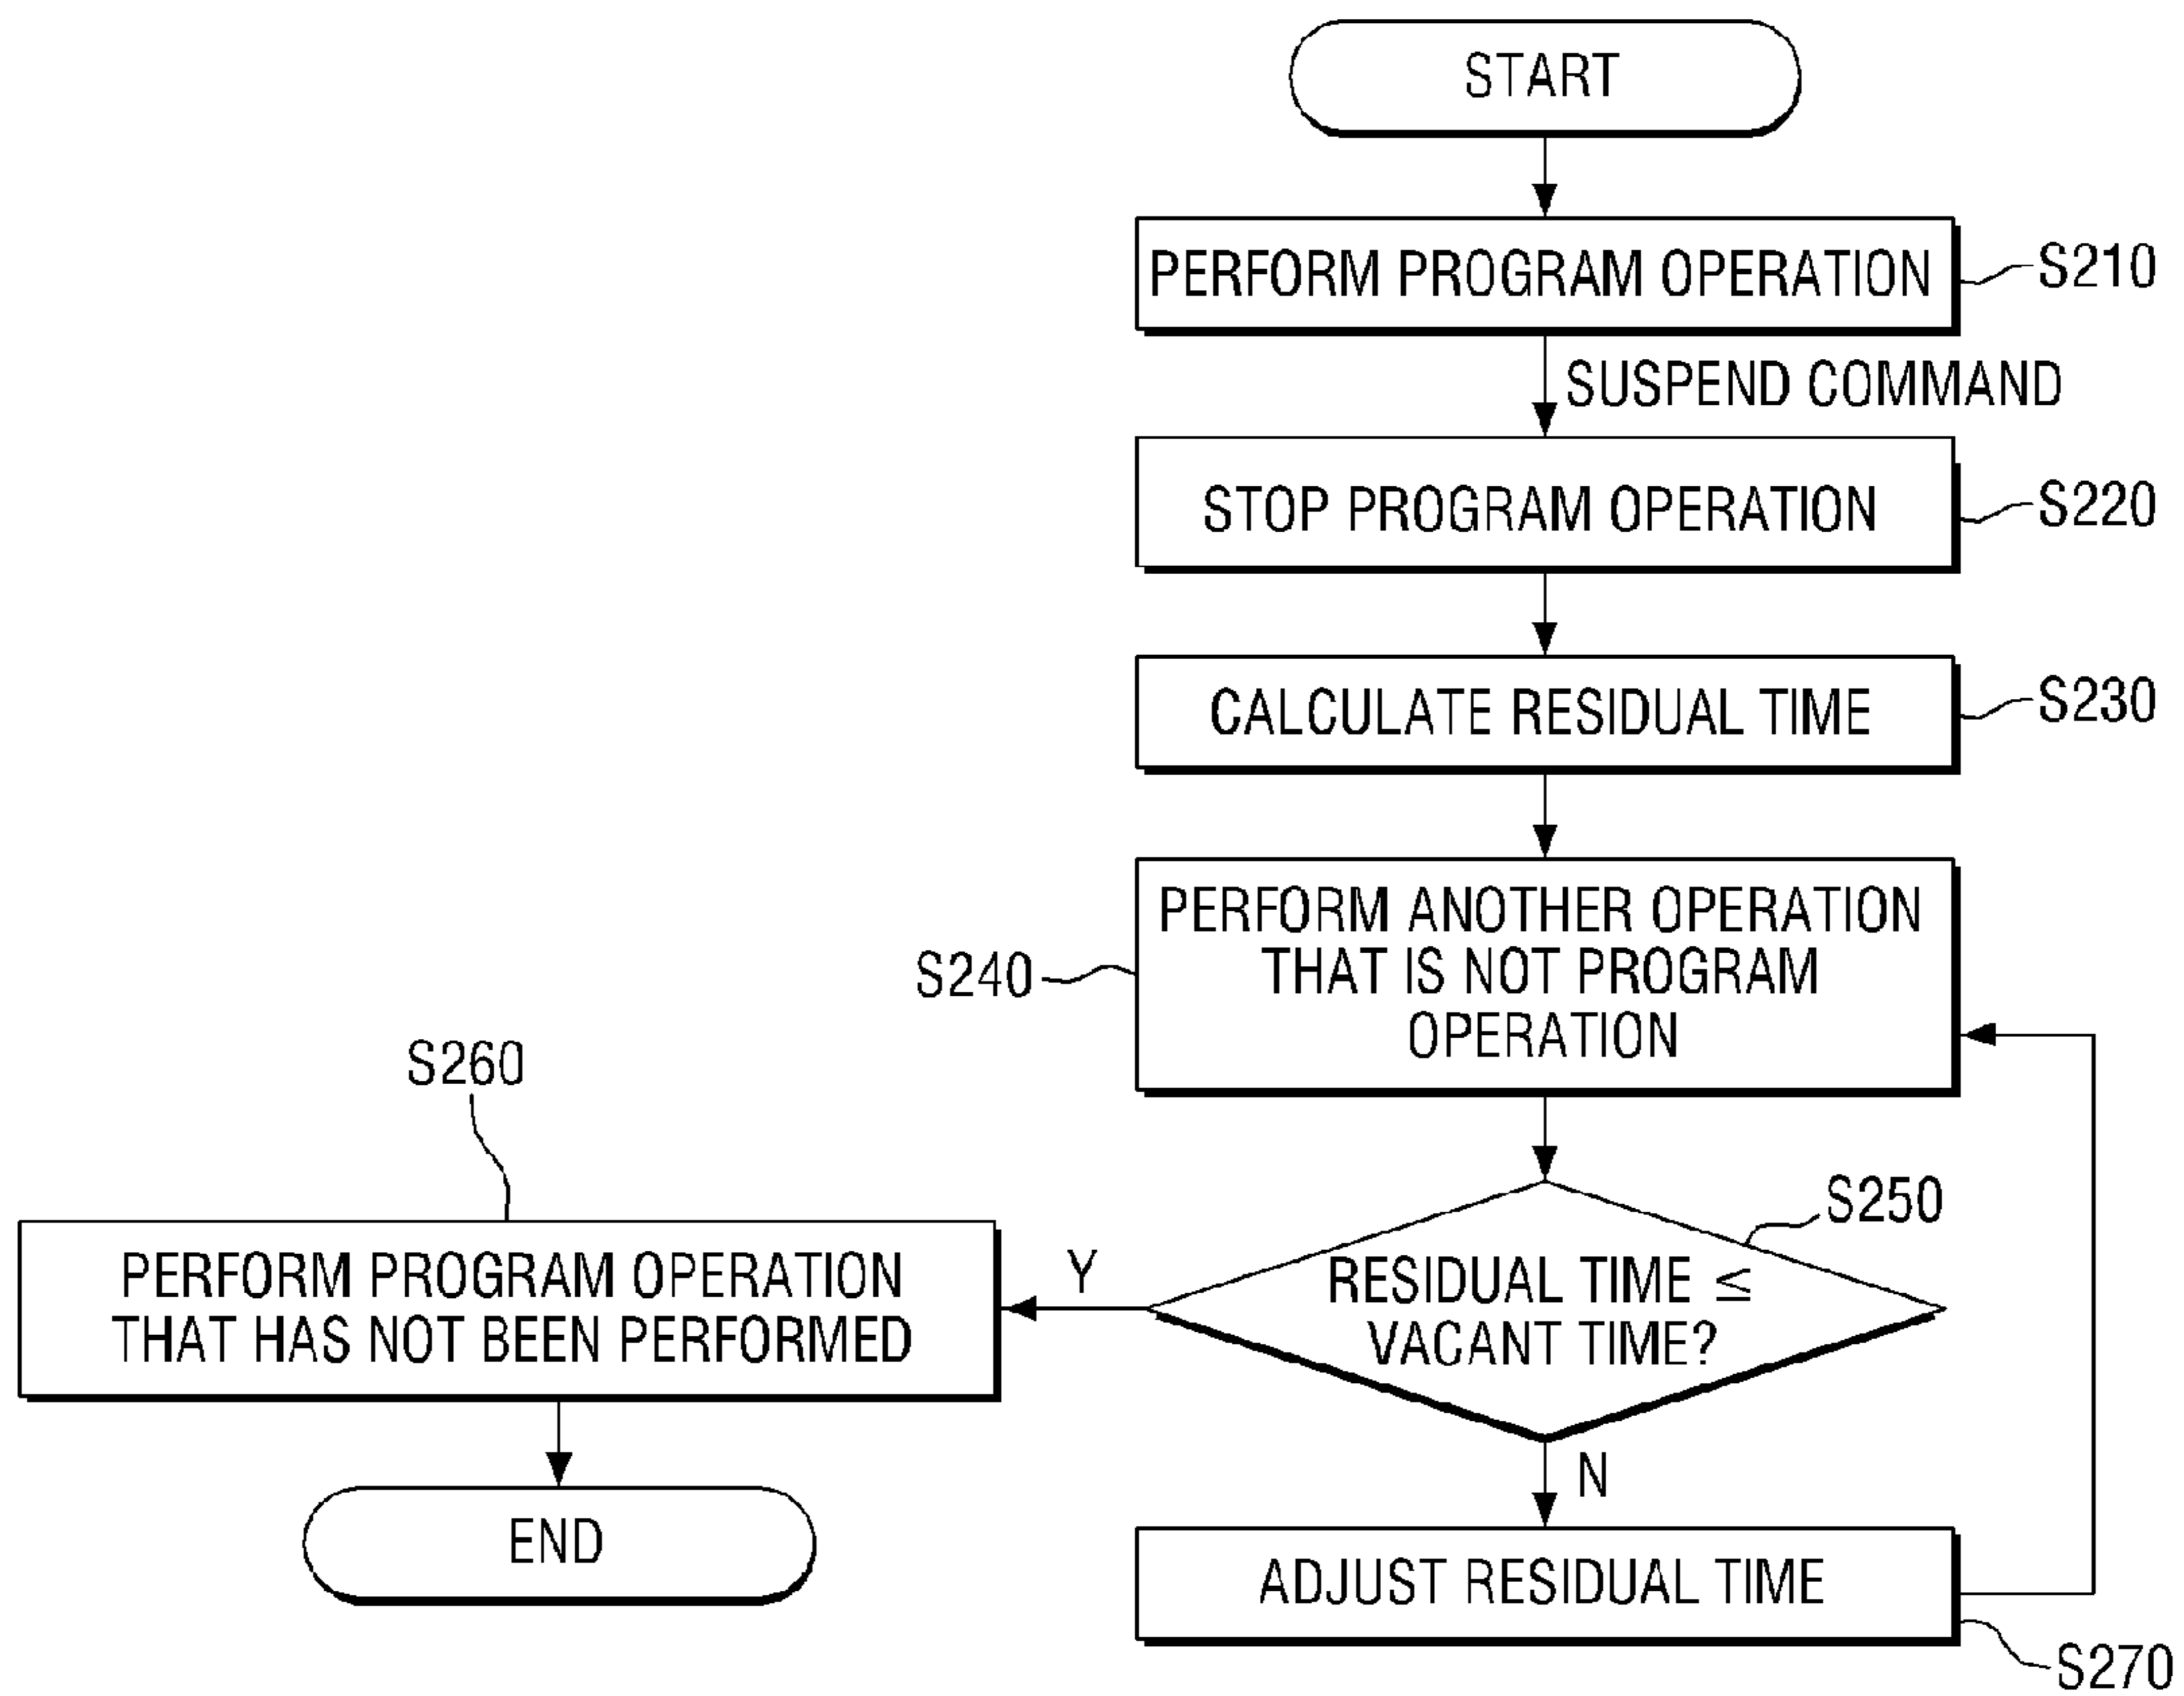 START
PERFORM PROGRAM OPERATION
S210
SUSPEND COMMAND
STOP PROGRAM OPERATION
S220
CALCULATE RESIDUAL TIME
S230
PERFORM ANOTHER OPERATION
THAT IS NOT PROGRAM
OPERATION
S240
S250
RESIDUAL TIME ≤
VACANT TIME?
Y
S260
PERFORM PROGRAM OPERATION
THAT HAS NOT BEEN PERFORMED
END
N
ADJUST RESIDUAL TIME
S270